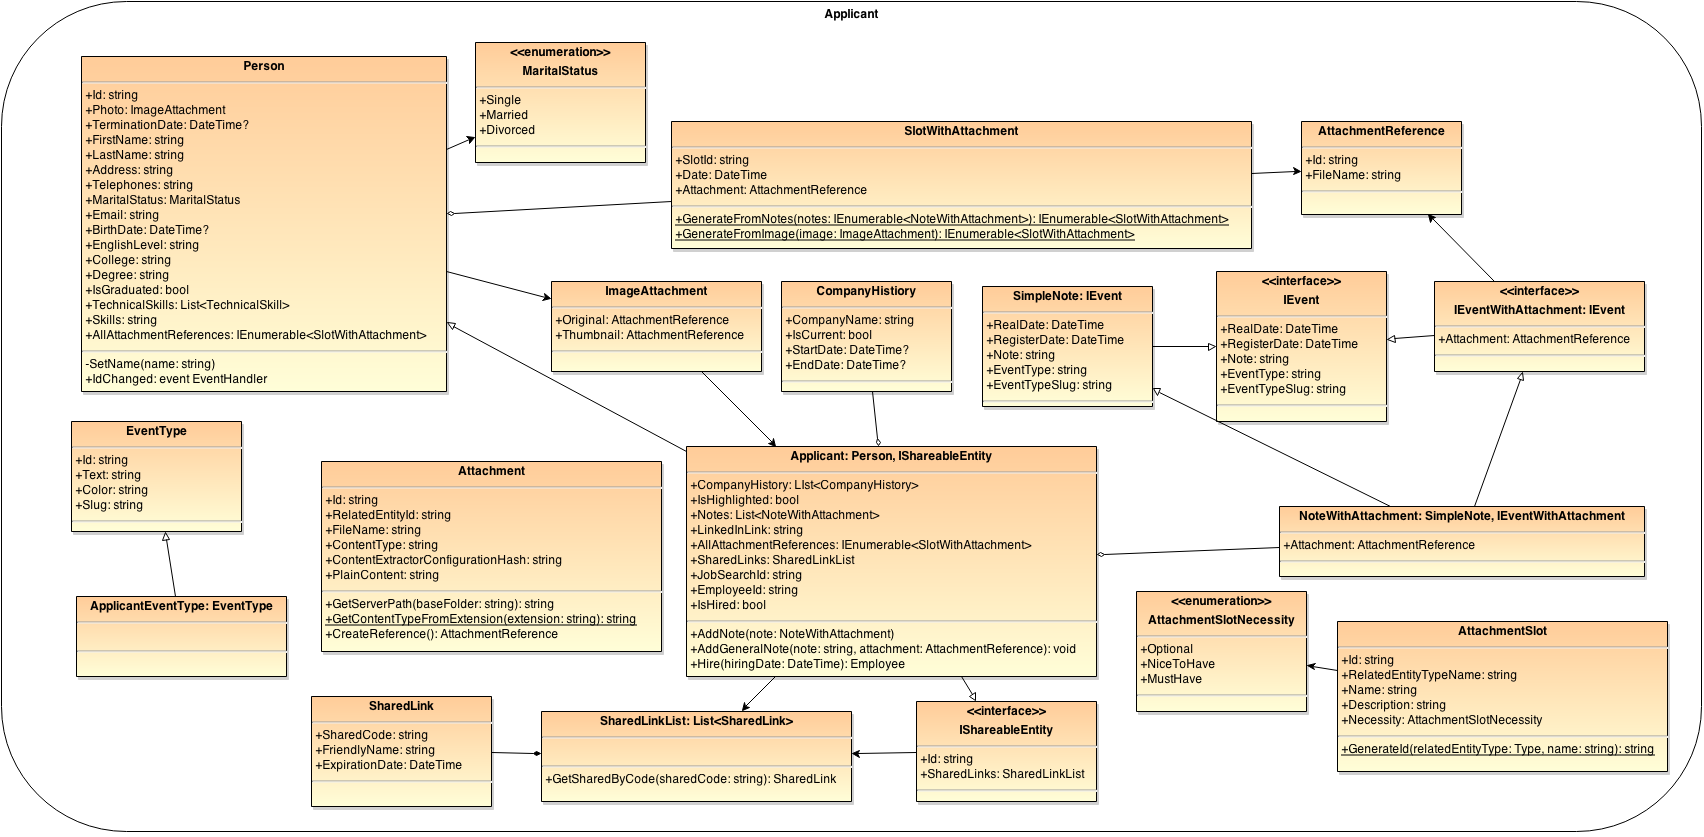 Applicant
Person
+Id: string
+Photo: ImageAttachment
+TerminationDate: DateTime?
+FirstName: string
+LastName: string
+Address: string
+Telephones: string
+MaritalStatus: MaritalStatus
+Email: string
+BirthDate: DateTime?
+EnglishLevel: string
+College: string
+Degree: string
+IsGraduated: bool
+TechnicalSkills: List<TechnicalSkill>
+Skills: string
+AllAttachmentReferences: IEnumerable<SlotWithAttachment>
-SetName(name: string)
+IdChanged: event EventHandler
<<enumeration>>
MaritalStatus
+Single
+Married
+Divorced
SlotWithAttachment
+SlotId: string
+Date: DateTime
+Attachment: AttachmentReference
+GenerateFromNotes(notes: IEnumerable<NoteWithAttachment>): IEnumerable<SlotWithAttachment>
+GenerateFromImage(image: ImageAttachment): IEnumerable<SlotWithAttachment>
AttachmentReference
+Id: string
+FileName: string
ImageAttachment
+Original: AttachmentReference
+Thumbnail: AttachmentReference
CompanyHistiory
+CompanyName: string
+IsCurrent: bool
+StartDate: DateTime?
+EndDate: DateTime?
SimpleNote: IEvent
+RealDate: DateTime
+RegisterDate: DateTime
+Note: string
+EventType: string
+EventTypeSlug: string
<<interface>>
IEvent
+RealDate: DateTime
+RegisterDate: DateTime
+Note: string
+EventType: string
+EventTypeSlug: string
<<interface>>
IEventWithAttachment: IEvent
+Attachment: AttachmentReference
EventType
+Id: string
+Text: string
+Color: string
+Slug: string
Attachment
+Id: string
+RelatedEntityId: string
+FileName: string
+ContentType: string
+ContentExtractorConfigurationHash: string
+PlainContent: string
+GetServerPath(baseFolder: string): string
+GetContentTypeFromExtension(extension: string): string
+CreateReference(): AttachmentReference
Applicant: Person, IShareableEntity
+CompanyHistory: LIst<CompanyHistory>
+IsHighlighted: bool
+Notes: List<NoteWithAttachment>
+LinkedInLink: string
+AllAttachmentReferences: IEnumerable<SlotWithAttachment>
+SharedLinks: SharedLinkList
+JobSearchId: string
+EmployeeId: string
+IsHired: bool
+AddNote(note: NoteWithAttachment)
+AddGeneralNote(note: string, attachment: AttachmentReference): void
+Hire(hiringDate: DateTime): Employee
NoteWithAttachment: SimpleNote, IEventWithAttachment
+Attachment: AttachmentReference
ApplicantEventType: EventType
<<enumeration>>
AttachmentSlotNecessity
+Optional
+NiceToHave
+MustHave
AttachmentSlot
+Id: string
+RelatedEntityTypeName: string
+Name: string
+Description: string
+Necessity: AttachmentSlotNecessity
+GenerateId(relatedEntityType: Type, name: string): string
SharedLink
+SharedCode: string
+FriendlyName: string
+ExpirationDate: DateTime
SharedLinkList: List<SharedLink>
+GetSharedByCode(sharedCode: string): SharedLink
<<interface>>
IShareableEntity
+Id: string
+SharedLinks: SharedLinkList